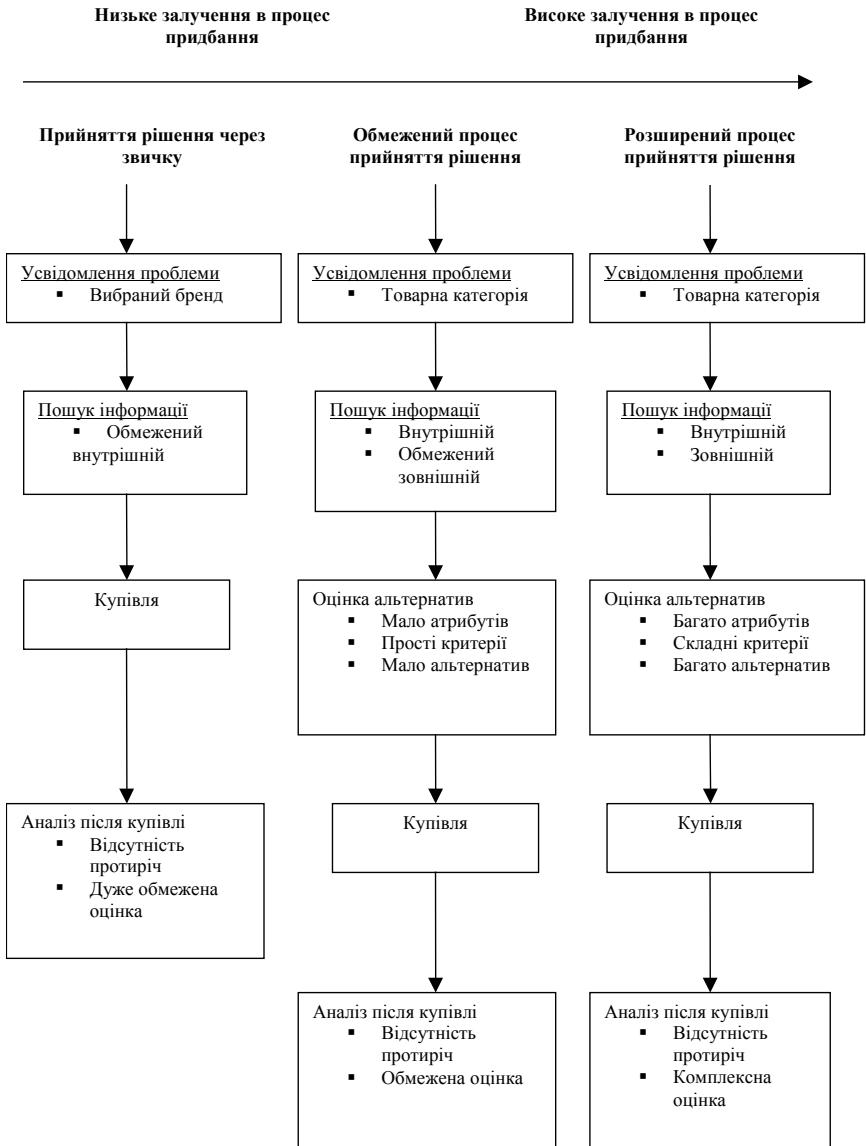 Низьке залучення в процес
придбання
Високе залучення в процес
придбання
Прийняття рішення через
звичку
Обмежений процес
прийняття рішення
Розширений процес
прийняття рішення
Усвідомлення проблеми
▪ Вибраний бренд
Усвідомлення проблеми
▪ Товарна категорія
Усвідомлення проблеми
▪ Товарна категорія
Пошук інформації
▪ Обмежений
внутрішній
Пошук інформації
▪ Внутрішній
▪ Обмежений
зовнішній
Пошук інформації
▪ Внутрішній
▪ Зовнішній
Купівля
Оцінка альтернатив
▪ Мало атрибутів
▪ Прості критерії
▪ Мало альтернатив
Оцінка альтернатив
▪ Багато атрибутів
▪ Складні критерії
▪ Багато альтернатив
Аналіз після купівлі
▪ Відсутність
протиріч
▪ Дуже обмежена
оцінка
Купівля
Купівля
Аналіз після купівлі
▪ Відсутність
протиріч
▪ Обмежена оцінка
Аналіз після купівлі
▪ Відсутність
протиріч
▪ Комплексна
оцінка